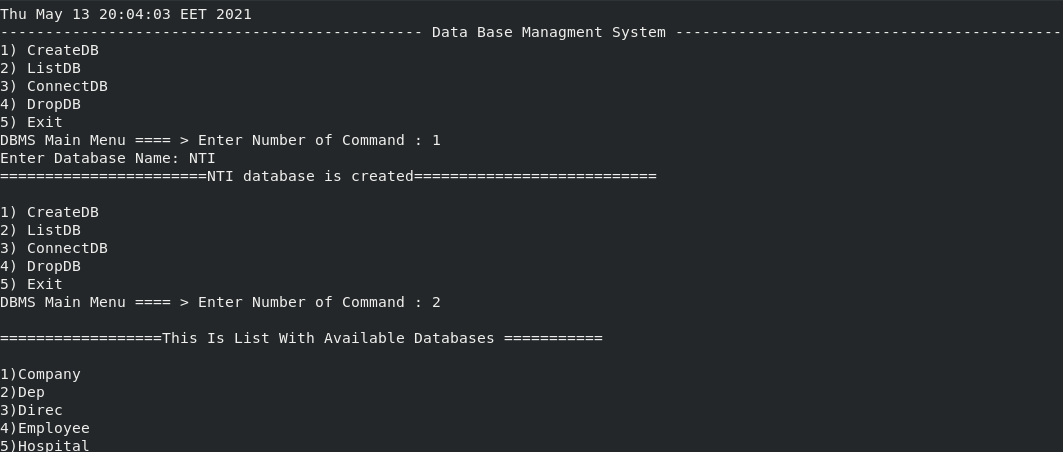 Thu May 13 20:04:03 EET 2021
----------------------------------------------- Data Base Managment System -------------------------------------------
1) CreateDB
2) ListDB
3) ConnectDB
4) DropDB
5) Exit
DBMS Main Menu ==== > Enter Number of Command : 1
Enter Database Name: NTI
=======================NTI database is created===========================
1) CreateDB
2) ListDB
3) ConnectDB
4) DropDB
5) Exit
DBMS Main Menu ==== > Enter Number of Command : 2
==================This Is List With Available Databases ===========
1)Company
2)Dep
3)Direc
4)Employee
5)Hospital